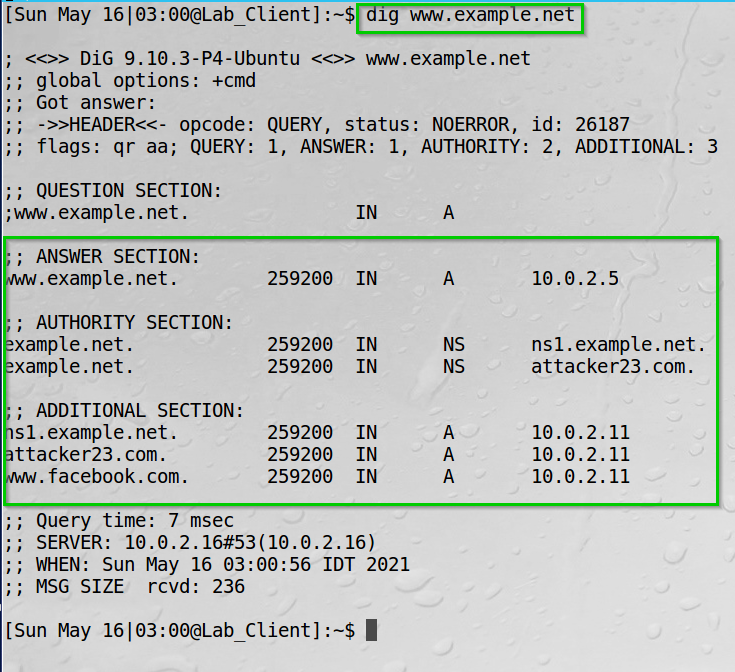 [Sun May 16|03:00@Lab_Client]:~$ dig www.example.net
; <<>> DiG 9.10.3-P4-Ubuntu <<>> www.example.net
;; global options: +cmd
;; Got answer:
;; ->>HEADER<<- opcode: QUERY, status: NOERROR, id: 26187
;; flags: qr aa; QUERY: 1, ANSWER: 1, AUTHORITY: 2, ADDITIONAL: 3
;; QUESTION SECTION:
;www.example.net. IN A
;; ANSWER SECTION:
www.example.net. 259200 IN A 10.0.2.5
;; AUTHORITY SECTION:
example.net. 259200 IN NS ns1.example.net.
example.net. 259200 IN NS attacker23.com.
;; ADDITIONAL SECTION:
ns1.example.net. 259200 IN A 10.0.2.11
attacker23.com. 259200 IN A 10.0.2.11
www.facebook.com. 259200 IN A 10.0.2.11
;; Query time: 7 msec
;; SERVER: 10.0.2.16#53(10.0.2.16)
;; WHEN: Sun May 16 03:00:56 IDT 2021
;; MSG SIZE rcvd: 236
[Sun May 16|03:00@Lab_Client]:~$